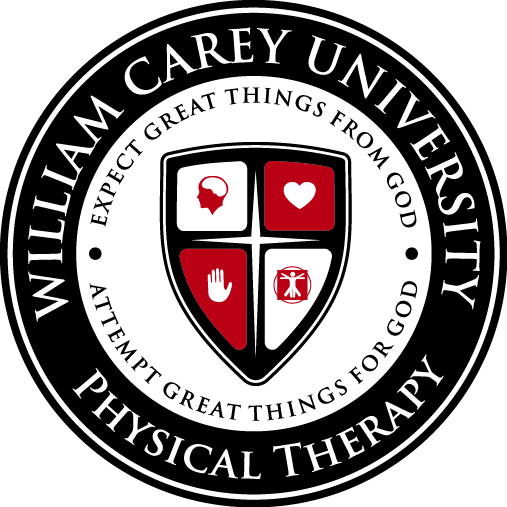 WILLIAM CAREY UNIVERSITY
EXPECT GREAT THINGS FROM GOD
ATTEMPT GREAT THINGS FOR GOD
PHYSICAL THERAPY